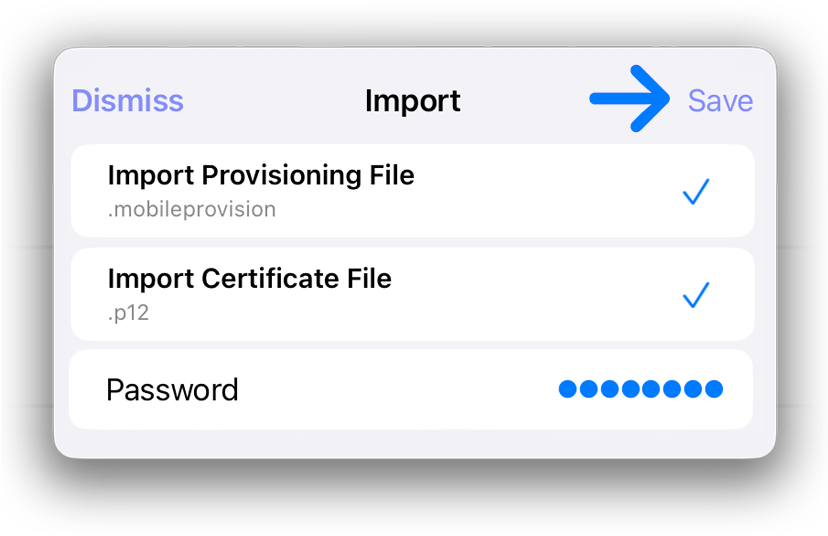 Dismiss Import Save
Import Provisioning File
.mobileprovision
Import Certificate File
.p12
Password ••••••••